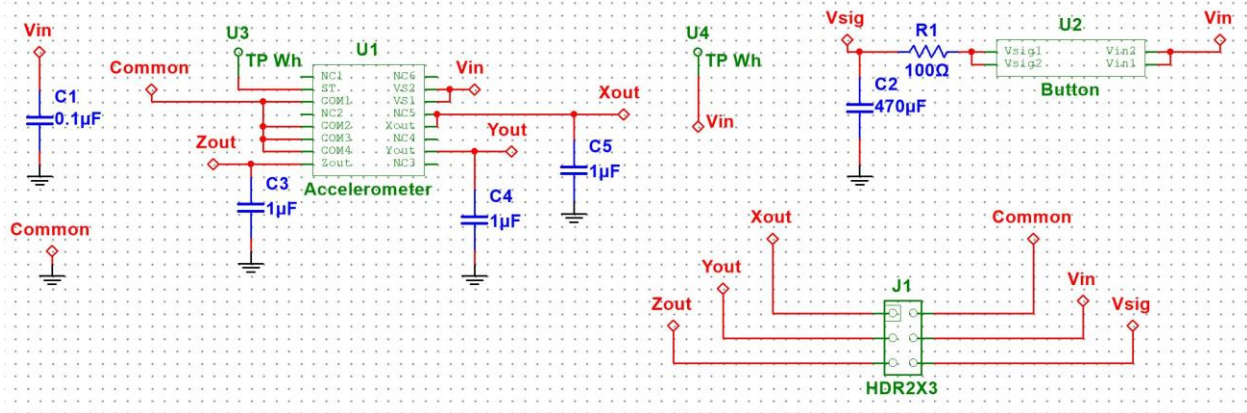 Vin
C1
0.1µF
Common
Common
U3
TP Wh
U1
NC1
ST
COM1
NC2
COM2
COM3
COM4
Zout
NC6
VS2
VS1
NC5
Xout
NC4
Yout
NC3
Accelerometer
Zout
C3
1µF
Vin
Xout
Yout
C4
1µF
C5
1µF
U4
TP Wh
Vin
Vsig
R1
100Ω
C2
470µF
U2
Vsig1
Vsig2
Vin2
Vin1
Button
Vin
Xout
Yout
Zout
J1
HDR2X3
Common
Vin
Vsig